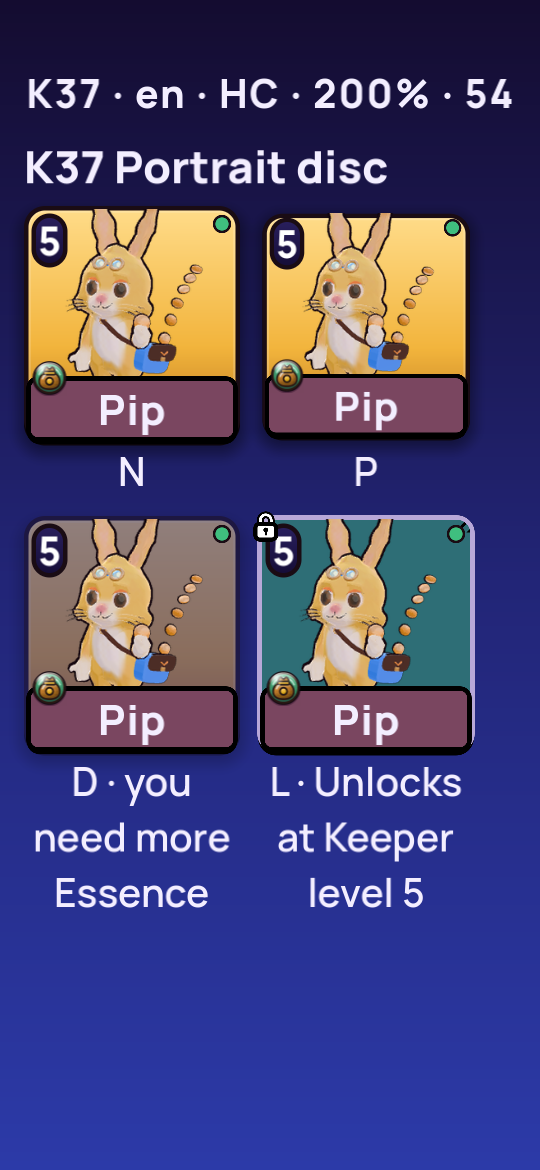 K37 · en · HC · 200% · 54
K37 Portrait disc
5
5
Pip
Pip
N
P
5
5
Pip
Pip
D · you
need more
Essence
L · Unlocks
at Keeper
level 5